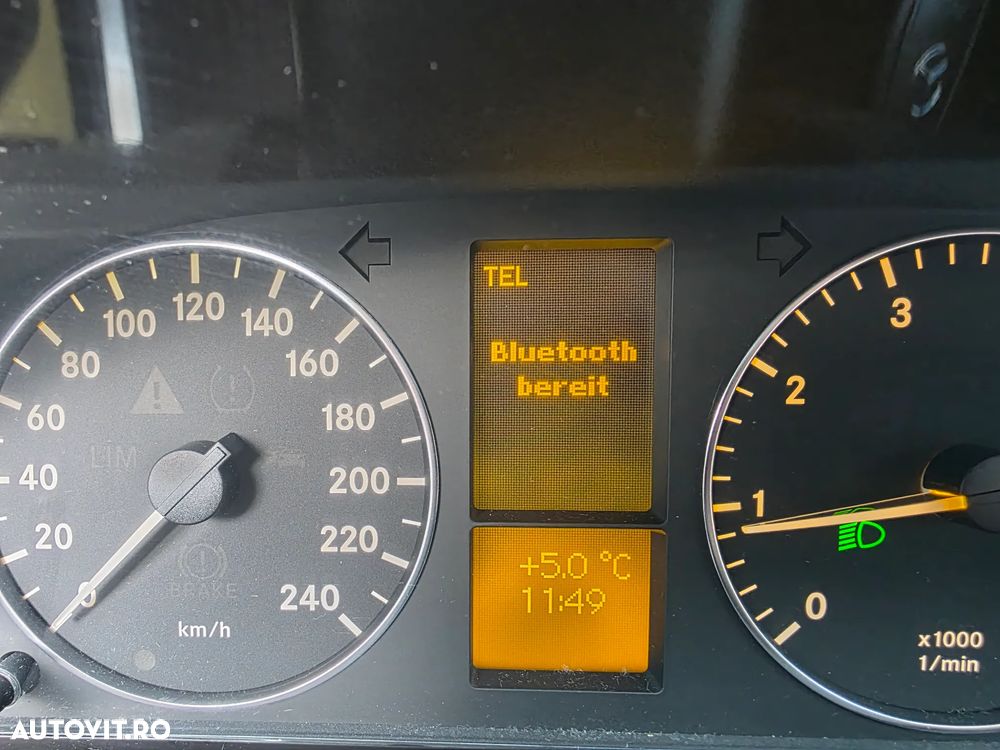 TEL
Bluetooth
bereit
+5.0 °C
11:49
0
20
40
60
80
100
120
140
160
180
200
220
240
LIM
BRAKE
km/h
0
1
2
3
x1000
1/min
AUTOVIT.RO